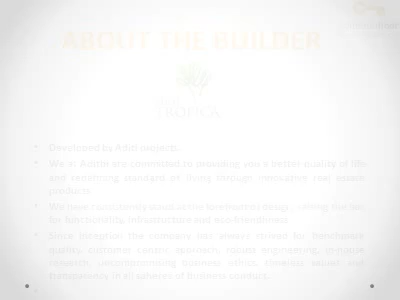 ABOUT THE BUILDER
TROPICA
• Developed by Aditi Projects.
• We at Aditi are committed to providing you a better quality of life
and redefining standard of living through innovative real estate
products.
• We have consistently stood at the forefront of design, setting the bar
for functionality, infrastructure and eco-friendliness.
• Since inception the company has always strived for benchmark
quality, customer centric approach, robust engineering, in-house
research, uncompromising business ethics, timeless values and
transparency in all spheres of business conduct.